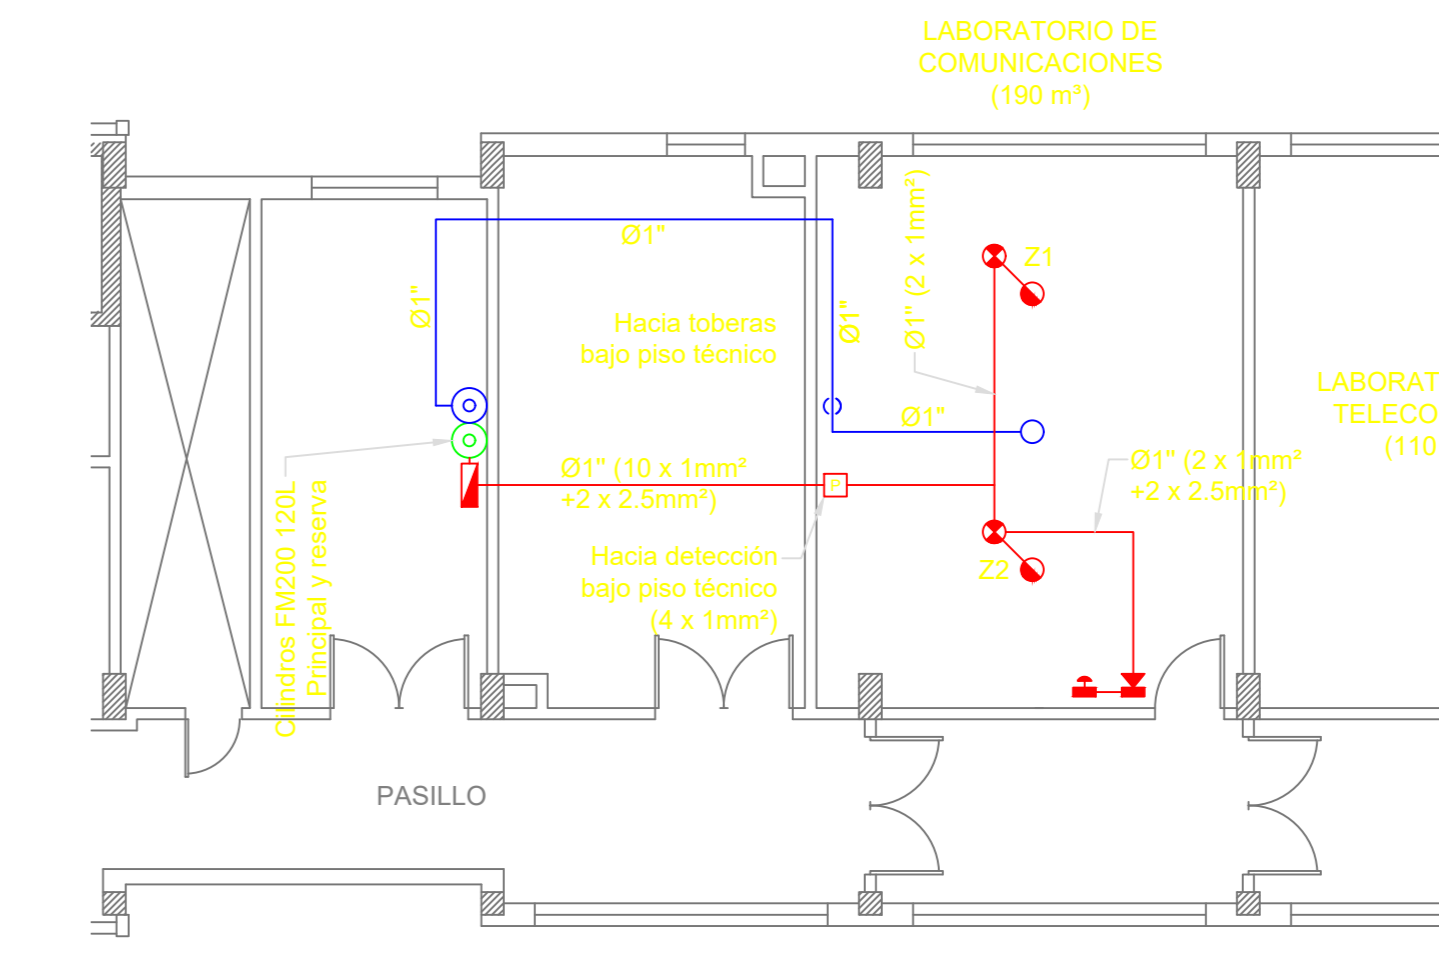 LABORATORIO DE
COMUNICACIONES
(190 m³)
Ø1" (2 x 1mm²)
Ø1"
Z1
Ø1"
Ø1"
Hacia toberas
bajo piso técnico
LABORAT
TELECO
(110
Ø1"
Ø1" (10 x 1mm²
+2 x 2.5mm²)
Ø1" (2 x 1mm²
+2 x 2.5mm²)
P
Cilindros FM200 120L
Principal y reserva
Hacia detección
bajo piso técnico
(4 x 1mm²)
Z2
PASILLO